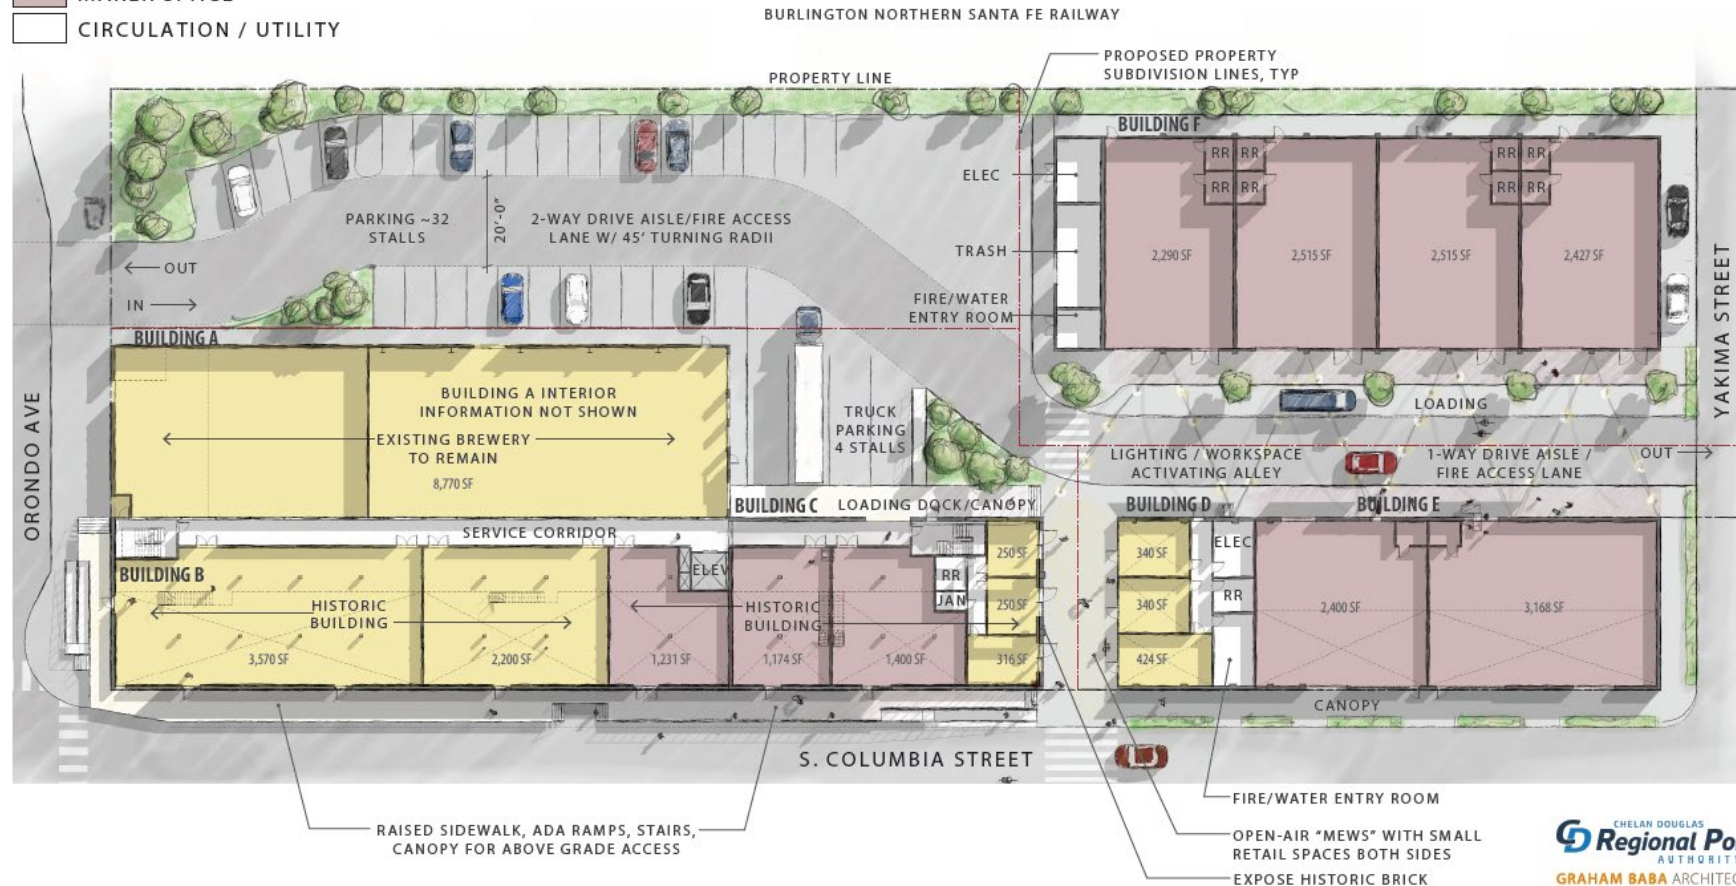 CIRCULATION / UTILITY
BURLINGTON NORTHERN SANTA FE RAILWAY
PROPOSED PROPERTY
SUBDIVISION LINES, TYP
PROPERTY LINE
BUILDING F
RR RR
RR RR
RR RR
RR RR
ELEC
TRASH
FIRE/WATER
ENTRY ROOM
2,290 SF
2,515 SF
2,515 SF
2,427 SF
YAKIMA STREET
PARKING ~32
STALLS
20'-0"
2-WAY DRIVE AISLE/FIRE ACCESS
LANE W/ 45' TURNING RADII
OUT
IN
BUILDING A
BUILDING A INTERIOR
INFORMATION NOT SHOWN
EXISTING BREWERY
TO REMAIN
8,770 SF
ORONDO AVE
TRUCK
PARKING
4 STALLS
LOADING
LIGHTING / WORKSPACE
ACTIVATING ALLEY
1-WAY DRIVE AISLE /
FIRE ACCESS LANE
OUT
BUILDING C
LOADING DOCK/CANOPY
BUILDING D
BUILDING E
SERVICE CORRIDOR
BUILDING B
HISTORIC
BUILDING
3,570 SF
2,200 SF
ELEV
HISTORIC
BUILDING
1,231 SF
1,174 SF
1,400 SF
RR
JAN
250 SF
250 SF
316 SF
340 SF
340 SF
424 SF
ELEC
RR
2,400 SF
3,168 SF
CANOPY
S. COLUMBIA STREET
RAISED SIDEWALK, ADA RAMPS, STAIRS,
CANOPY FOR ABOVE GRADE ACCESS
FIRE/WATER ENTRY ROOM
OPEN-AIR "MEWS" WITH SMALL
RETAIL SPACES BOTH SIDES
EXPOSE HISTORIC BRICK
CHELAN DOUGLAS
Regional Po
AUTHORIT
GRAHAM BABA ARCHITEC